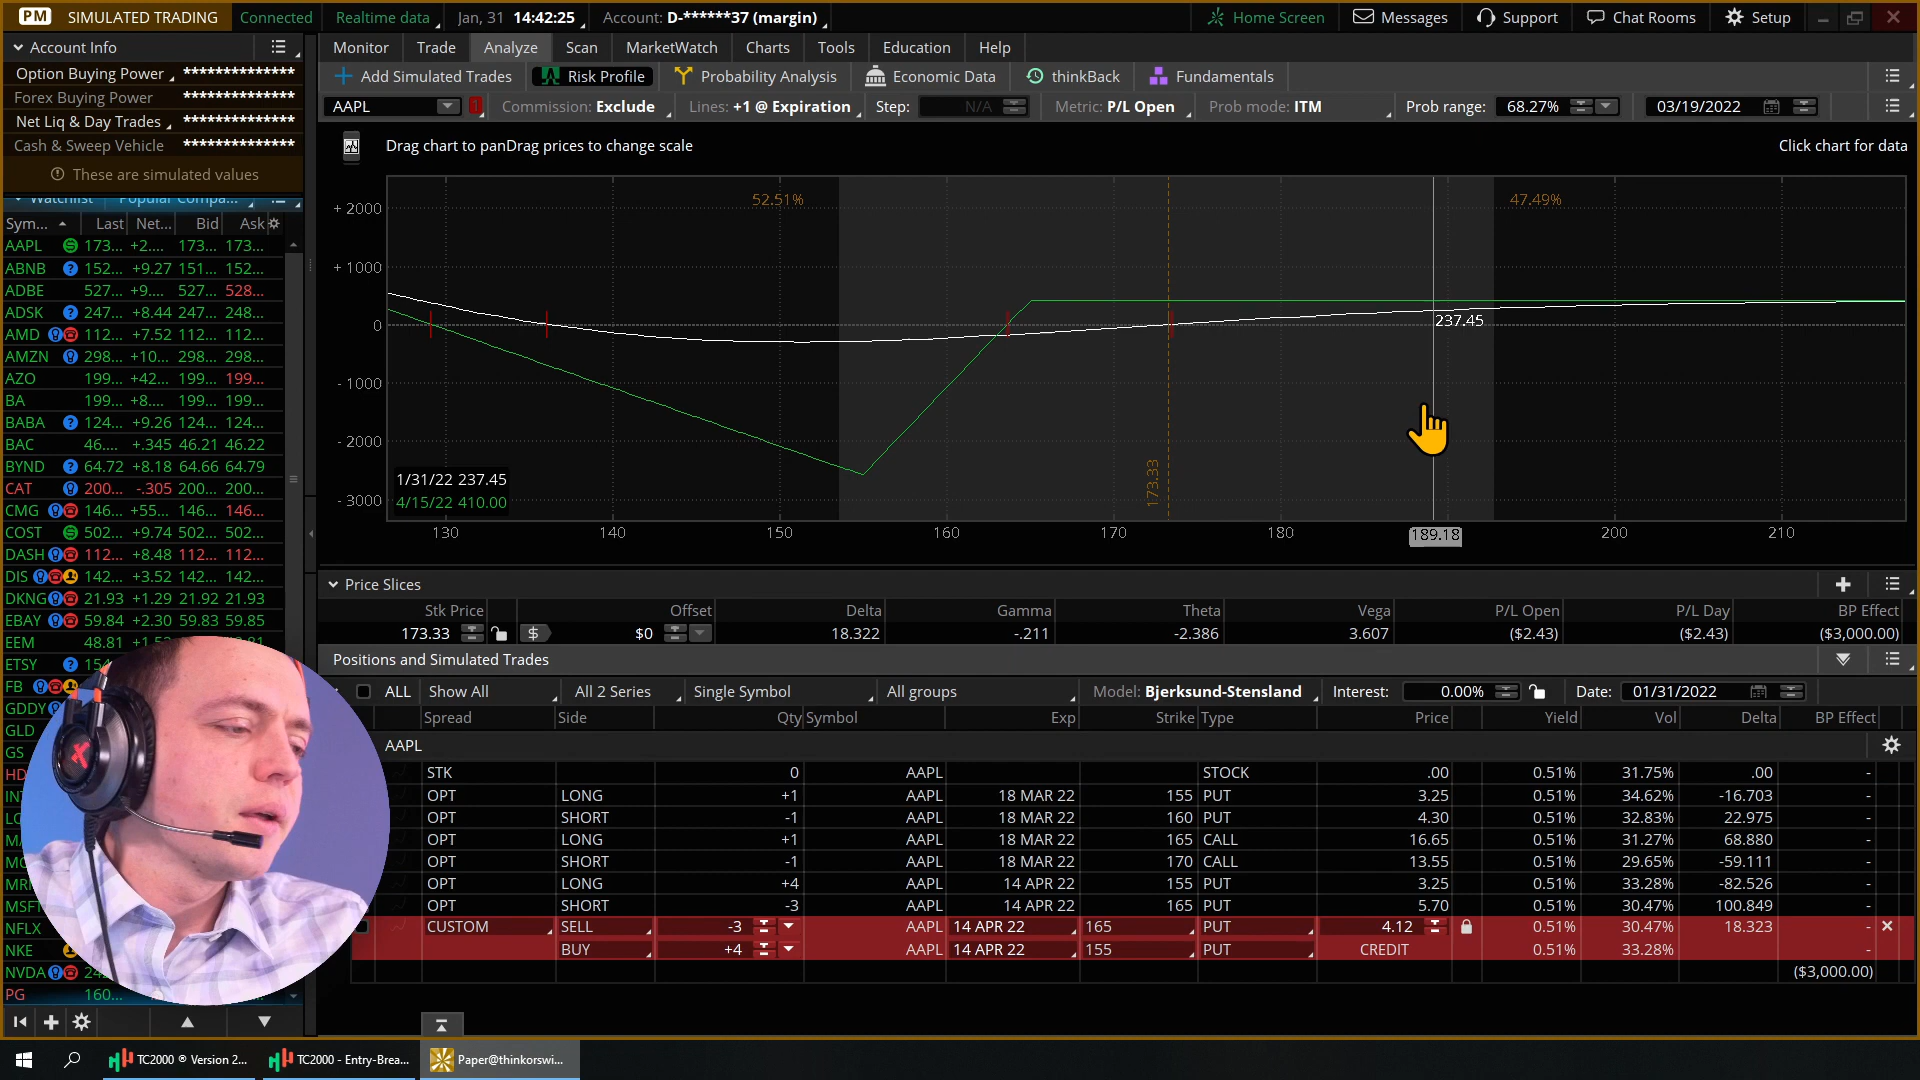 PM SIMULATED TRADING Connected Realtime data Jan, 31 14:42:25 Account: D-******37 (margin) Home Screen Messages Support Chat Rooms Setup
Account Info
Monitor Trade Analyze Scan MarketWatch Charts Tools Education Help
Option Buying Power **************
Add Simulated Trades Risk Profile Probability Analysis Economic Data thinkBack Fundamentals
Forex Buying Power **************
AAPL Commission: Exclude Lines: +1 @ Expiration Step: N/A Metric: P/L Open Prob mode: ITM Prob range: 68.27% 03/19/2022
Net Liq & Day Trades **************
Cash & Sweep Vehicle **************
Drag chart to panDrag prices to change scale Click chart for data
These are simulated values
Watchlist Popular Compa...
Sym... Last Net... Bid Ask
AAPL 173... +2.... 173... 173...
ABNB 152... +9.27 151... 152...
ADBE 527... +9.... 527... 528...
ADSK 247... +8.44 247... 248...
AMD 112... +7.52 112... 112...
AMZN 298... +10... 298... 298...
AZO 199... +42... 199... 199...
BA 199... +8.... 199... 199...
BABA 124... +9.26 124... 124...
BAC 46.... +.345 46.21 46.22
BYND 64.72 +8.18 64.66 64.79
CAT 200... -.305 200... 200...
CMG 146... +55... 146... 146...
COST 502... +9.74 502... 502...
DASH 112... +8.48 112... 112...
DIS 142... +3.52 142... 142...
DKNG 21.93 +1.29 21.92 21.93
EBAY 59.84 +2.30 59.83 59.85
EEM 48.81
ETSY
FB
GDDY
GLD
GS
NFLX
NKE
NVDA
PG 160...
52.51% 47.49%
+ 2000
+ 1000
0
- 1000
- 2000
- 3000
237.45
173.33
1/31/22 237.45
4/15/22 410.00
130 140 150 160 170 180 189.18 200 210
Price Slices
Stk Price Offset Delta Gamma Theta Vega P/L Open P/L Day BP Effect
173.33 $ $0 18.322 -.211 -2.386 3.607 ($2.43) ($2.43) ($3,000.00)
Positions and Simulated Trades
ALL Show All All 2 Series Single Symbol All groups Model: Bjerksund-Stensland Interest: 0.00% Date: 01/31/2022
Spread Side Qty Symbol Exp Strike Type Price Yield Vol Delta BP Effect
AAPL
STK 0 AAPL STOCK .00 0.51% 31.75% .00 -
OPT LONG +1 AAPL 18 MAR 22 155 PUT 3.25 0.51% 34.62% -16.703 -
OPT SHORT -1 AAPL 18 MAR 22 160 PUT 4.30 0.51% 32.83% 22.975 -
OPT LONG +1 AAPL 18 MAR 22 165 CALL 16.65 0.51% 31.27% 68.880 -
OPT SHORT -1 AAPL 18 MAR 22 170 CALL 13.55 0.51% 29.65% -59.111 -
OPT LONG +4 AAPL 14 APR 22 155 PUT 3.25 0.51% 33.28% -82.526 -
OPT SHORT -3 AAPL 14 APR 22 165 PUT 5.70 0.51% 30.47% 100.849 -
CUSTOM SELL -3 AAPL 14 APR 22 165 PUT 4.12 0.51% 30.47% 18.323 -
BUY +4 AAPL 14 APR 22 155 PUT CREDIT 0.51% 33.28%
($3,000.00)
TC2000 ® Version 2... TC2000 - Entry-Brea... Paper@thinkorswi...